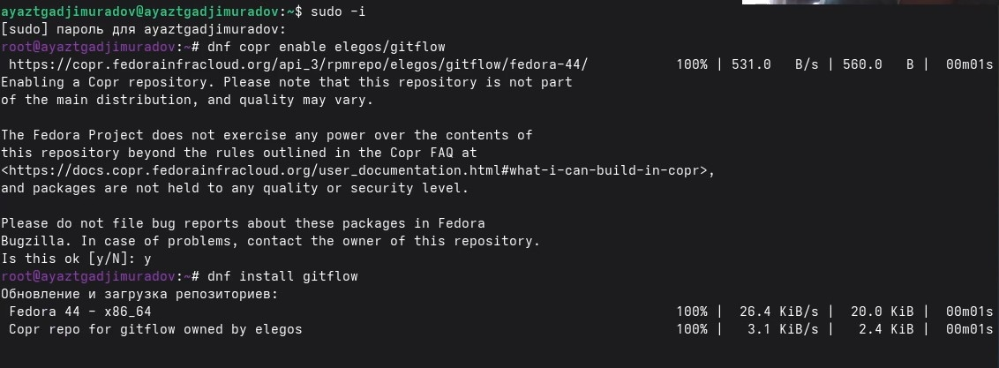 ayaztgadjimuradov@ayaztgadjimuradov:~$ sudo -i
[sudo] пароль для ayaztgadjimuradov:
root@ayaztgadjimuradov:~# dnf copr enable elegos/gitflow
https://copr.fedorainfracloud.org/api_3/rpmrepo/elegos/gitflow/fedora-44/ 100% | 531.0 B/s | 560.0 B | 00m01s
Enabling a Copr repository. Please note that this repository is not part
of the main distribution, and quality may vary.

The Fedora Project does not exercise any power over the contents of
this repository beyond the rules outlined in the Copr FAQ at
<https://docs.copr.fedorainfracloud.org/user_documentation.html#what-i-can-build-in-copr>,
and packages are not held to any quality or security level.

Please do not file bug reports about these packages in Fedora
Bugzilla. In case of problems, contact the owner of this repository.
Is this ok [y/N]: y
root@ayaztgadjimuradov:~# dnf install gitflow
Обновление и загрузка репозиториев:
Fedora 44 - x86_64 100% | 26.4 KiB/s | 20.0 KiB | 00m01s
Copr repo for gitflow owned by elegos 100% | 3.1 KiB/s | 2.4 KiB | 00m01s